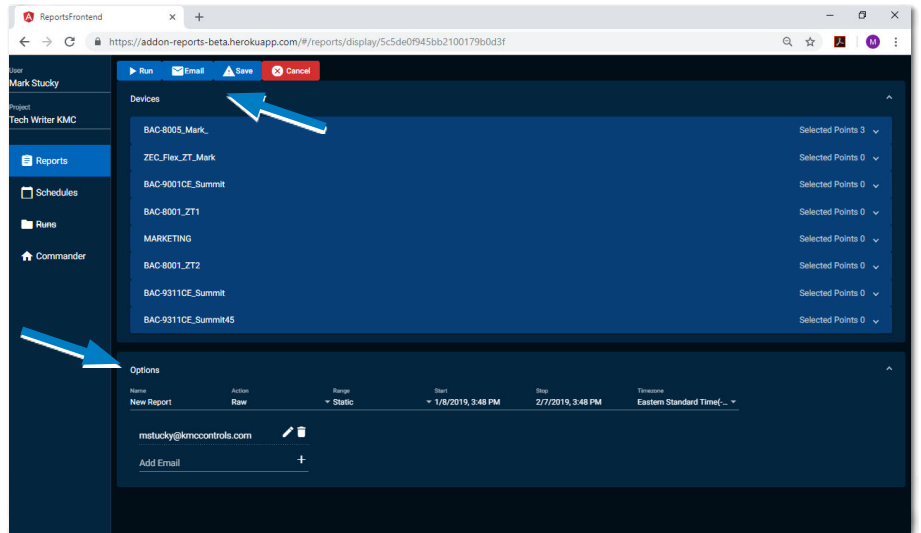 ReportsFrontend
https://addon-reports-beta.herokuapp.com/#/reports/display/5c5de0f945bb2100179b0d3f
M
User
Mark Stucky
Project
Tech Writer KMC
Reports
Schedules
Runs
Commander
Run Email Save Cancel
Devices
BAC-8005_Mark_ Selected Points 3
ZEC_Flex_ZT_Mark Selected Points 0
BAC-9001CE_Summit Selected Points 0
BAC-8001_ZT1 Selected Points 0
MARKETING Selected Points 0
BAC-8001_ZT2 Selected Points 0
BAC-9311CE_Summit Selected Points 0
BAC-9311CE_Summit45 Selected Points 0
Options
Name Action Range Start Stop Timezone
New Report Raw Static 1/8/2019, 3:48 PM 2/7/2019, 3:48 PM Eastern Standard Time(-...
mstucky@kmccontrols.com
Add Email